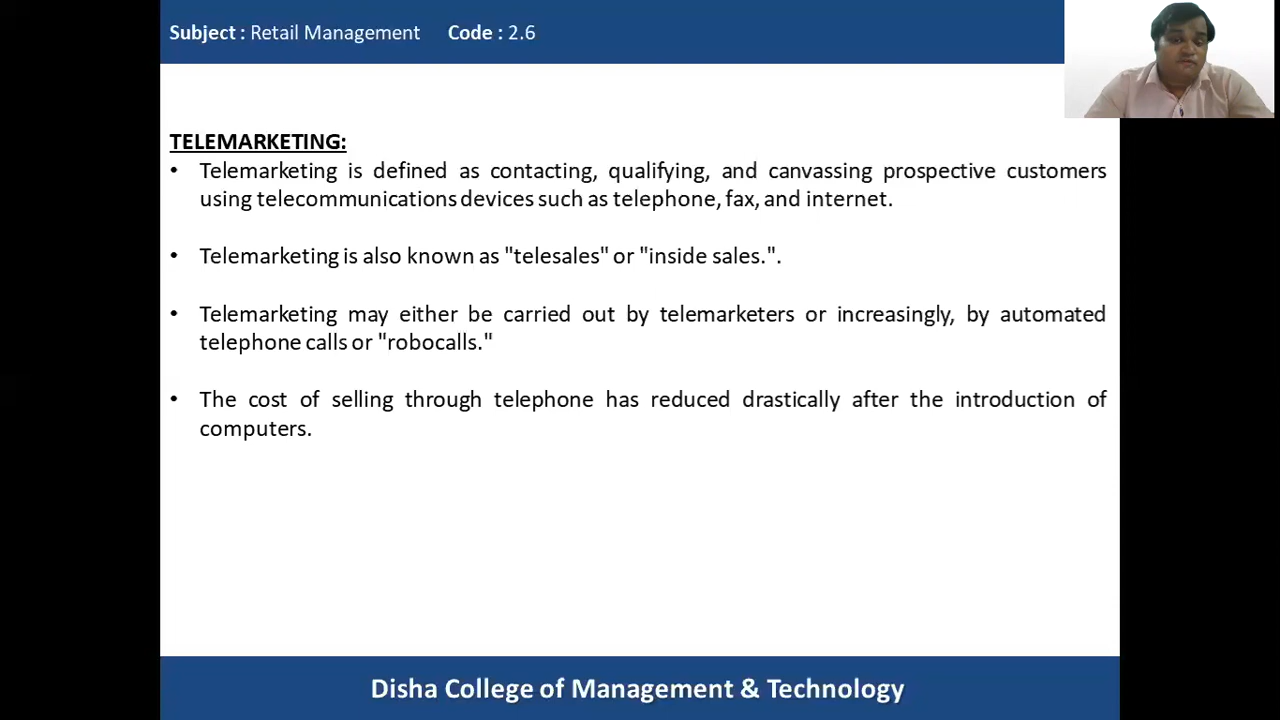 Subject : Retail Management Code : 2.6
TELEMARKETING:
• Telemarketing is defined as contacting, qualifying, and canvassing prospective customers
using telecommunications devices such as telephone, fax, and internet.
• Telemarketing is also known as "telesales" or "inside sales.".
• Telemarketing may either be carried out by telemarketers or increasingly, by automated
telephone calls or "robocalls."
• The cost of selling through telephone has reduced drastically after the introduction of
computers.
Disha College of Management & Technology